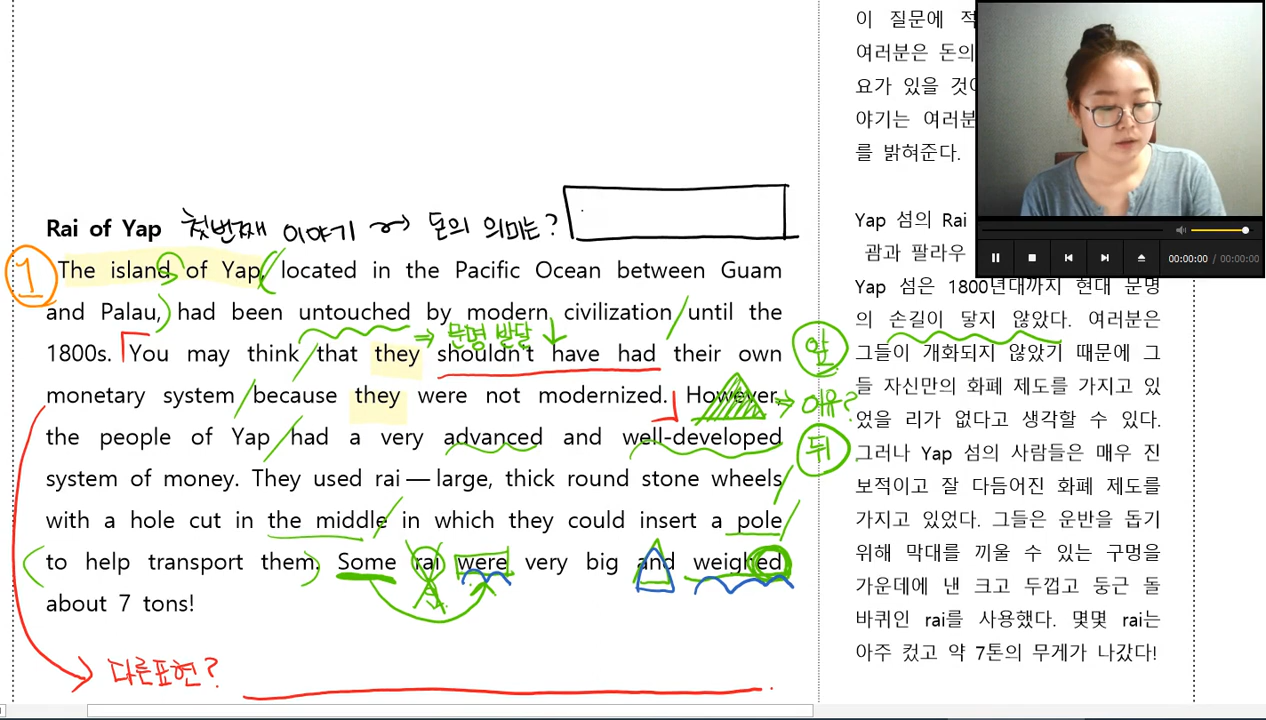 Rai of Yap 첫번째 이야기 ~> 돈의 의미는?
1 The island of Yap, located in the Pacific Ocean between Guam
and Palau, had been untouched by modern civilization until the
⇒ 문명 발달 ↓
1800s. You may think that they shouldn't have had their own
앞
monetary system because they were not modernized. However,
⇒ 이유?
the people of Yap had a very advanced and well-developed
뒤
system of money. They used rai — large, thick round stone wheels
with a hole cut in the middle in which they could insert a pole
to help transport them. Some rai were very big and weighed
about 7 tons!
다른표현?
이 질문에
여러분은 돈의
요가 있을
야기는 여러분
를 밝혀준다.
Yap 섬의 Rai
괌과 팔라우
Yap 섬은 1800년대까지 현대 문명
의 손길이 닿지 않았다. 여러분은
그들이 개화되지 않았기 때문에 그
들 자신만의 화폐 제도를 가지고 있
었을 리가 없다고 생각할 수 있다.
그러나 Yap 섬의 사람들은 매우 진
보적이고 잘 다듬어진 화폐 제도를
가지고 있었다. 그들은 운반을 돕기
위해 막대를 끼울 수 있는 구멍을
가운데에 낸 크고 두껍고 둥근 돌
바퀴인 rai를 사용했다. 몇몇 rai는
아주 컸고 약 7톤의 무게가 나갔다!
00:00:00 / 00:00:00